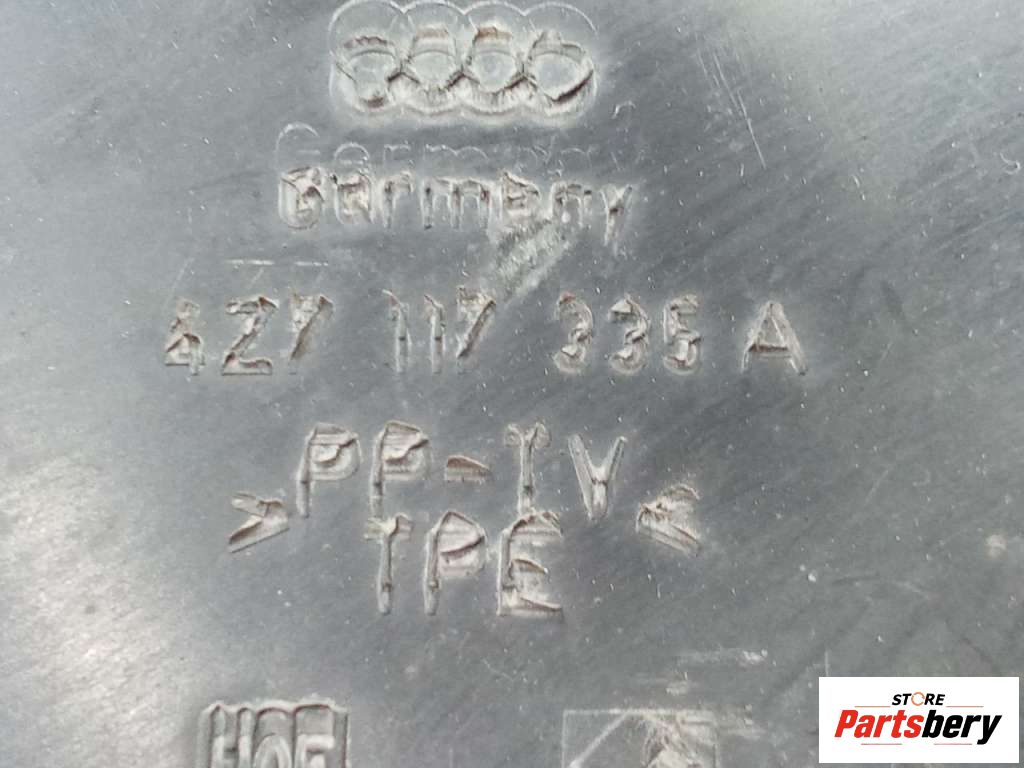 Germany
4Z7 117 335 A
>PP-TV<
TPE
STORE
Partsbery